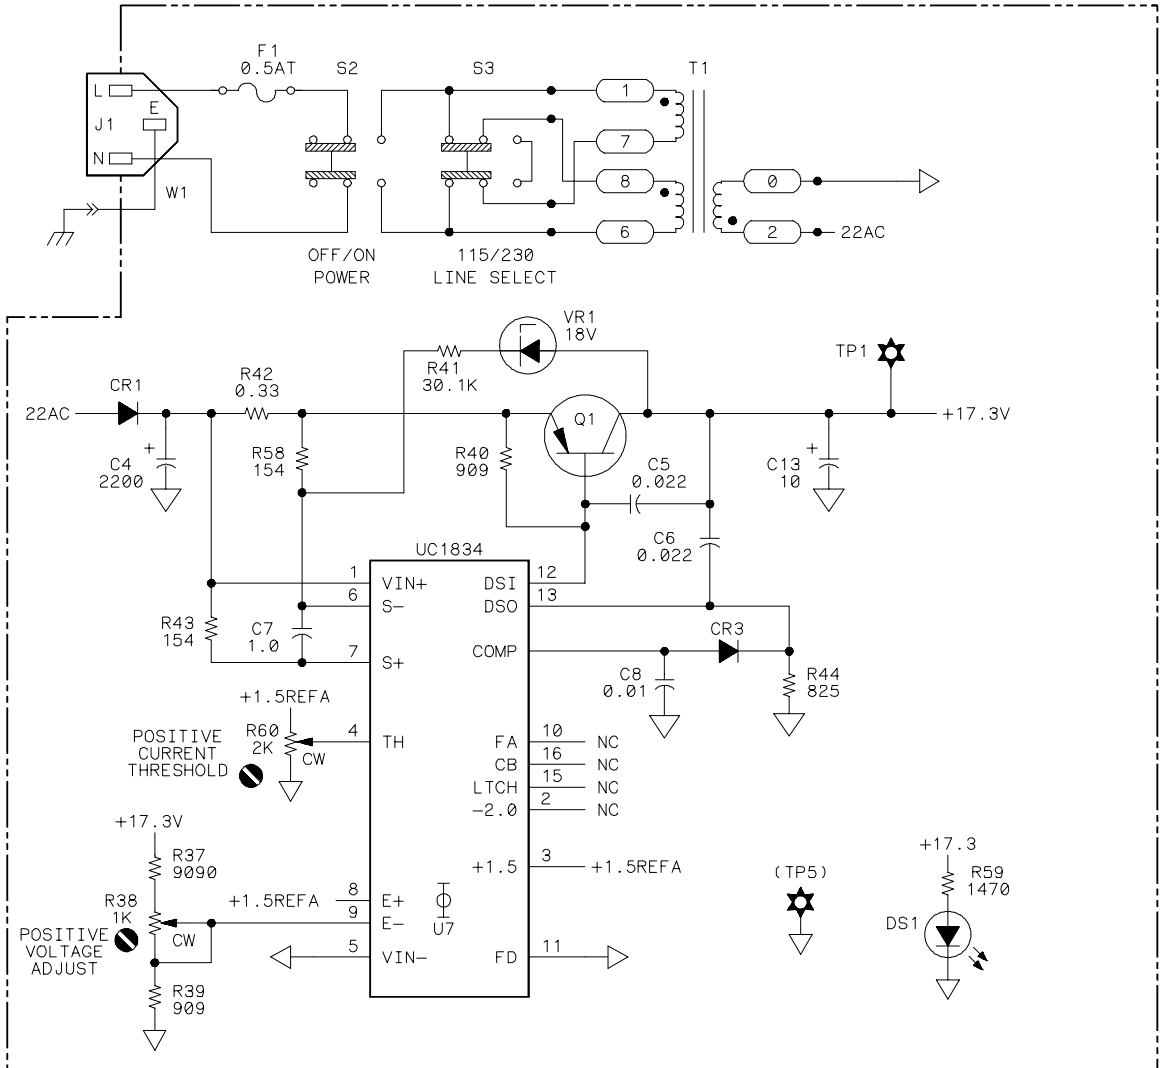 F1
0.5AT
S2
S3
T1
L
E
J1
N
W1
1
7
8
6
0
2
22AC
OFF/ON
POWER
115/230
LINE SELECT
VR1
18V
R41
30.1K
TP1
22AC
CR1
R42
0.33
Q1
+17.3V
+
C4
2200
R58
154
R40
909
C5
0.022
+
C13
10
C6
0.022
UC1834
1
VIN+
6
S-
7
S+
4
TH
8
E+
9
E-
5
VIN-
DSI
12
DSO
13
COMP
FA
10
NC
CB
16
NC
LTCH
15
NC
-2.0
2
NC
+1.5
3
+1.5REFA
FD
11
U7
R43
154
C7
1.0
CR3
C8
0.01
R44
825
+1.5REFA
R60
2K
CW
POSITIVE
CURRENT
THRESHOLD
+17.3V
R37
9090
+1.5REFA
R38
1K
CW
POSITIVE
VOLTAGE
ADJUST
R39
909
(TP5)
+17.3
R59
1470
DS1